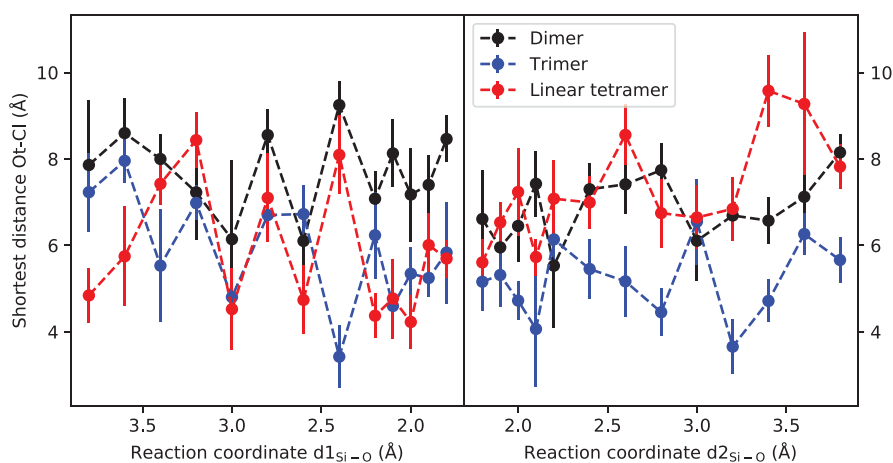 Shortest distance Ot-Cl (Å)
10
8
6
4
3.5
3.0
2.5
2.0
Reaction coordinate d1Si−O (Å)
Dimer
Trimer
Linear tetramer
2.0
2.5
3.0
3.5
Reaction coordinate d2Si−O (Å)
10
8
6
4